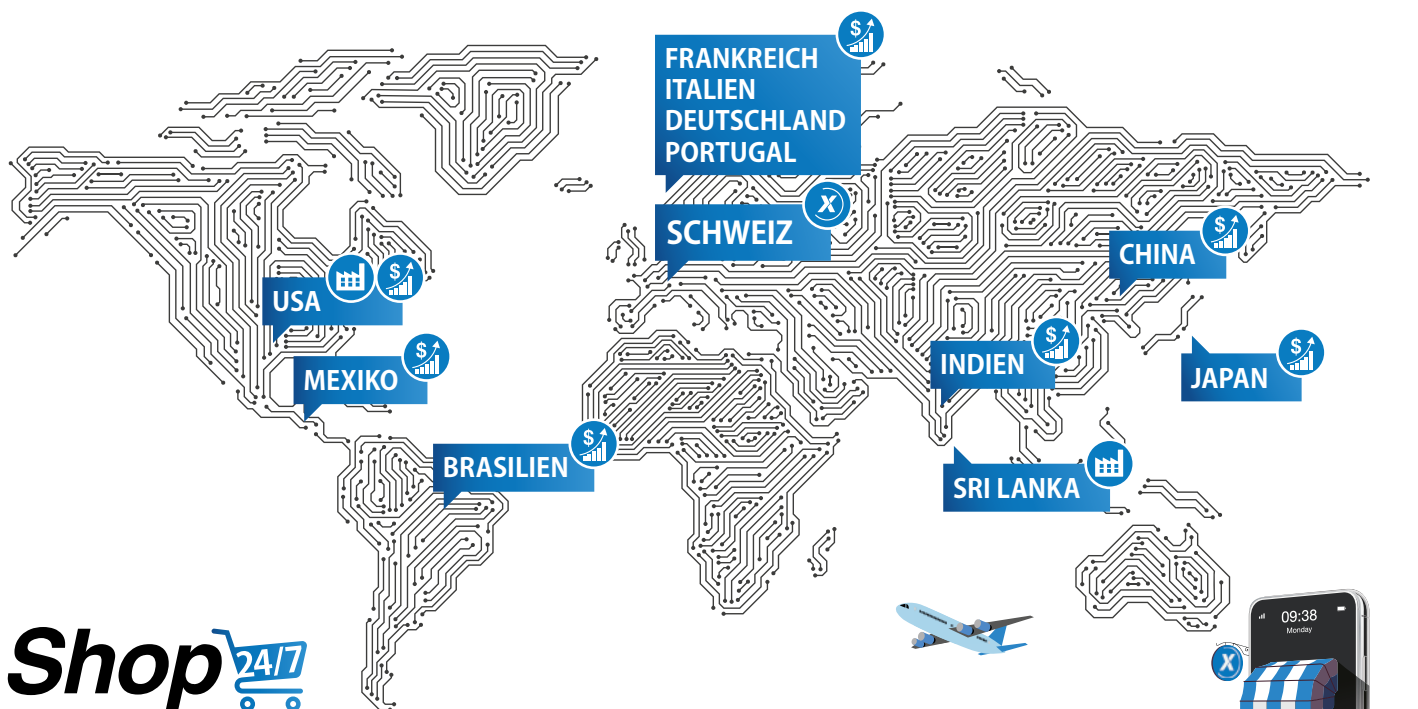 FRANKREICH
ITALIEN
DEUTSCHLAND
PORTUGAL
$
SCHWEIZ
X
CHINA
$
USA
$
MEXIKO
$
INDIEN
$
JAPAN
$
BRASILIEN
$
SRI LANKA
Shop 24/7
09:38
Monday
X